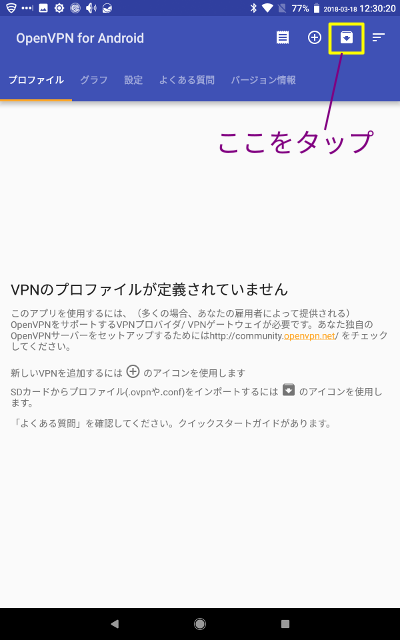 77% 2018-03-18 12:30:20
OpenVPN for Android
プロファイル グラフ 設定 よくある質問 バージョン情報
ここをタップ
VPNのプロファイルが定義されていません
このアプリを使用するには、（多くの場合、あなたの雇用者によって提供される）
OpenVPNをサポートするVPNプロバイダ/ VPNゲートウェイが必要です。あなた独自の
OpenVPNサーバーをセットアップするためにはhttp://community.openvpn.net/ をチェック
してください。
新しいVPNを追加するには のアイコンを使用します
SDカードからプロファイル(.ovpnや.conf)をインポートするには のアイコンを使用し
ます。
「よくある質問」を確認してください。クイックスタートガイドがあります。